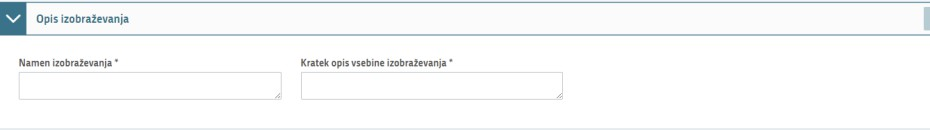 Opis izobraževanja
Namen izobraževanja *
Kratek opis vsebine izobraževanja *